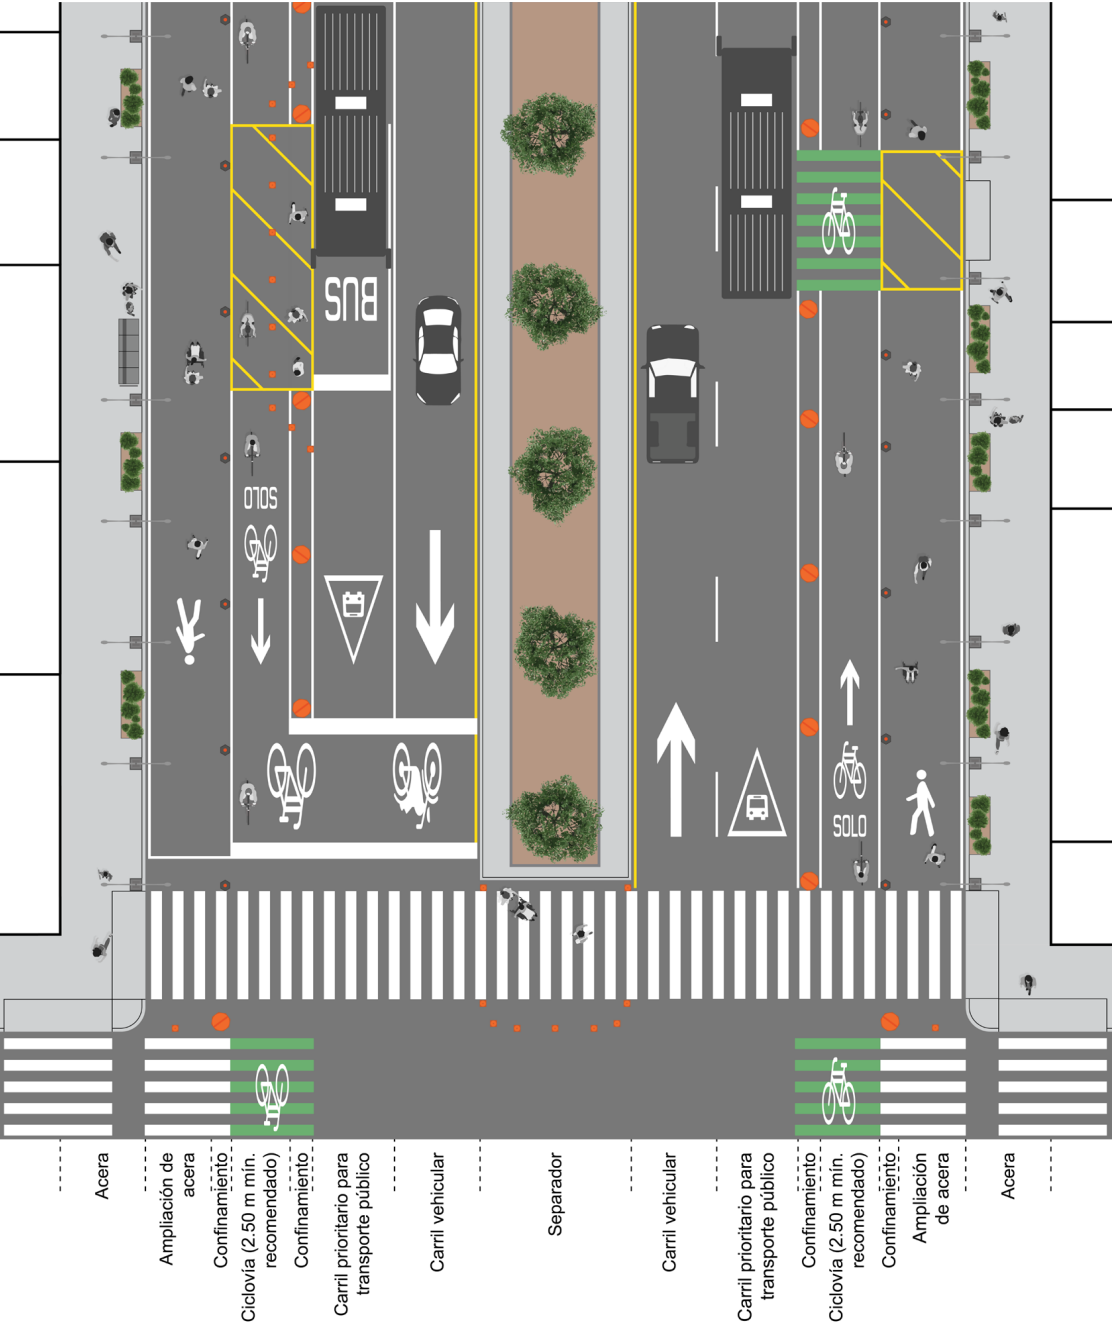 BUS
SOLO
SOLO
Acera
Ampliación de
acera
Confinamiento
Ciclovía (2.50 m mín.
recomendado)
Confinamiento
Carril prioritario para
transporte público
Carril vehicular
Separador
Carril vehicular
Carril prioritario para
transporte público
Confinamiento
Ciclovía (2.50 m mín.
recomendado)
Confinamiento
Ampliación
de acera
Acera